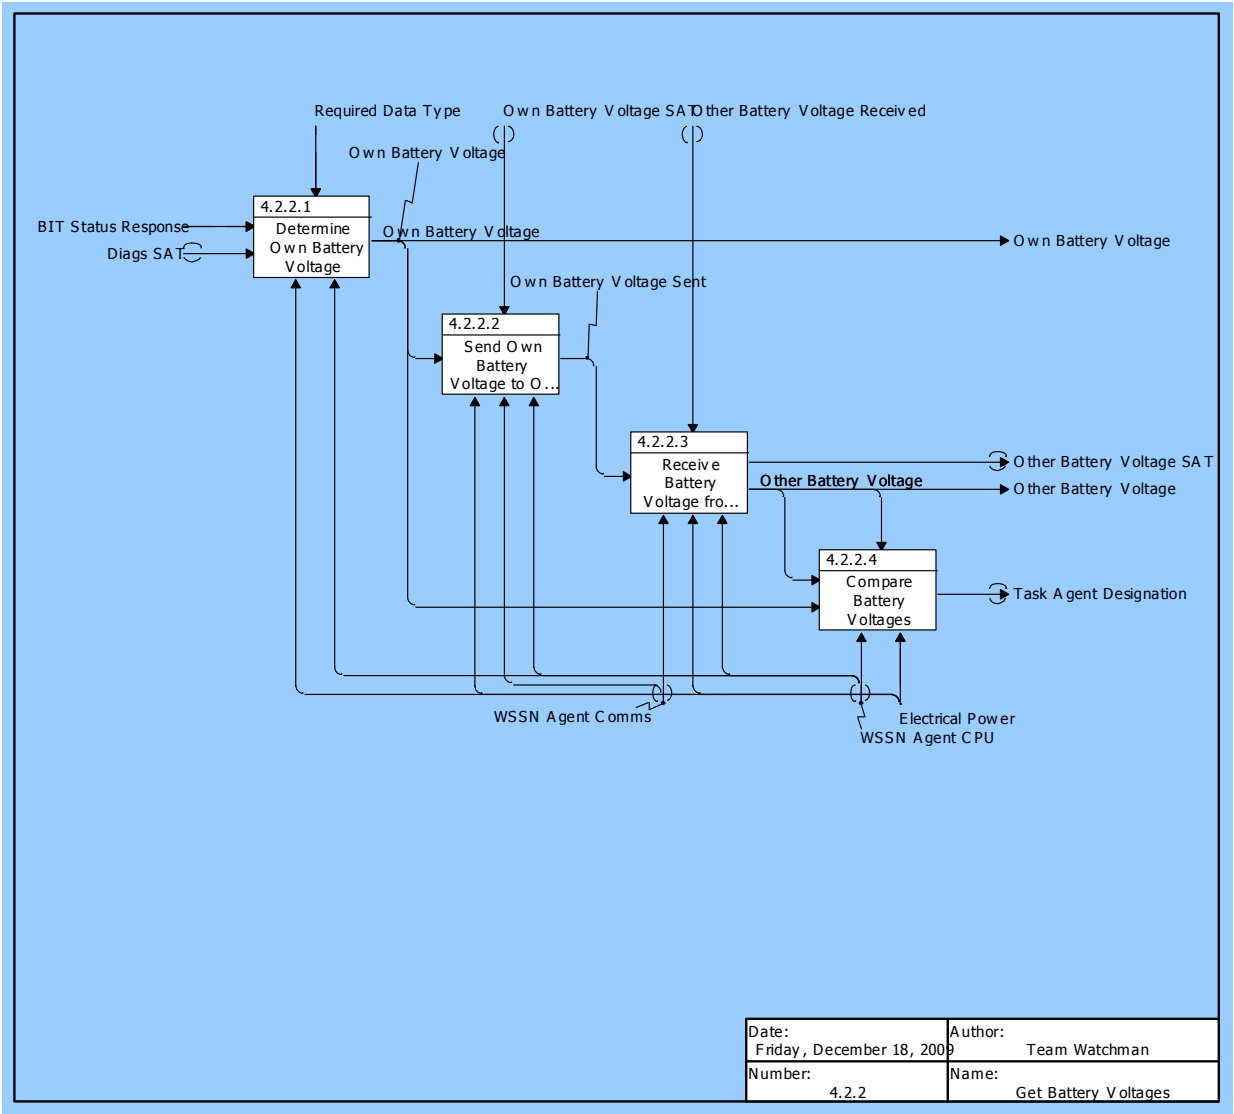 Required Data Type
Own Battery Voltage SAT
Other Battery Voltage Received
Own Battery Voltage
4.2.2.1
Determine
Own Battery
Voltage
BIT Status Response
Diags SAT
Own Battery Voltage
Own Battery Voltage
Own Battery Voltage Sent
4.2.2.2
Send Own
Battery
Voltage to O...
4.2.2.3
Receive
Battery
Voltage fro...
Other Battery Voltage SAT
Other Battery Voltage
Other Battery Voltage
4.2.2.4
Compare
Battery
Voltages
Task Agent Designation
WSSN Agent Comms
Electrical Power
WSSN Agent CPU
Date:
Friday, December 18, 2009
Author:
Team Watchman
Number:
4.2.2
Name:
Get Battery Voltages